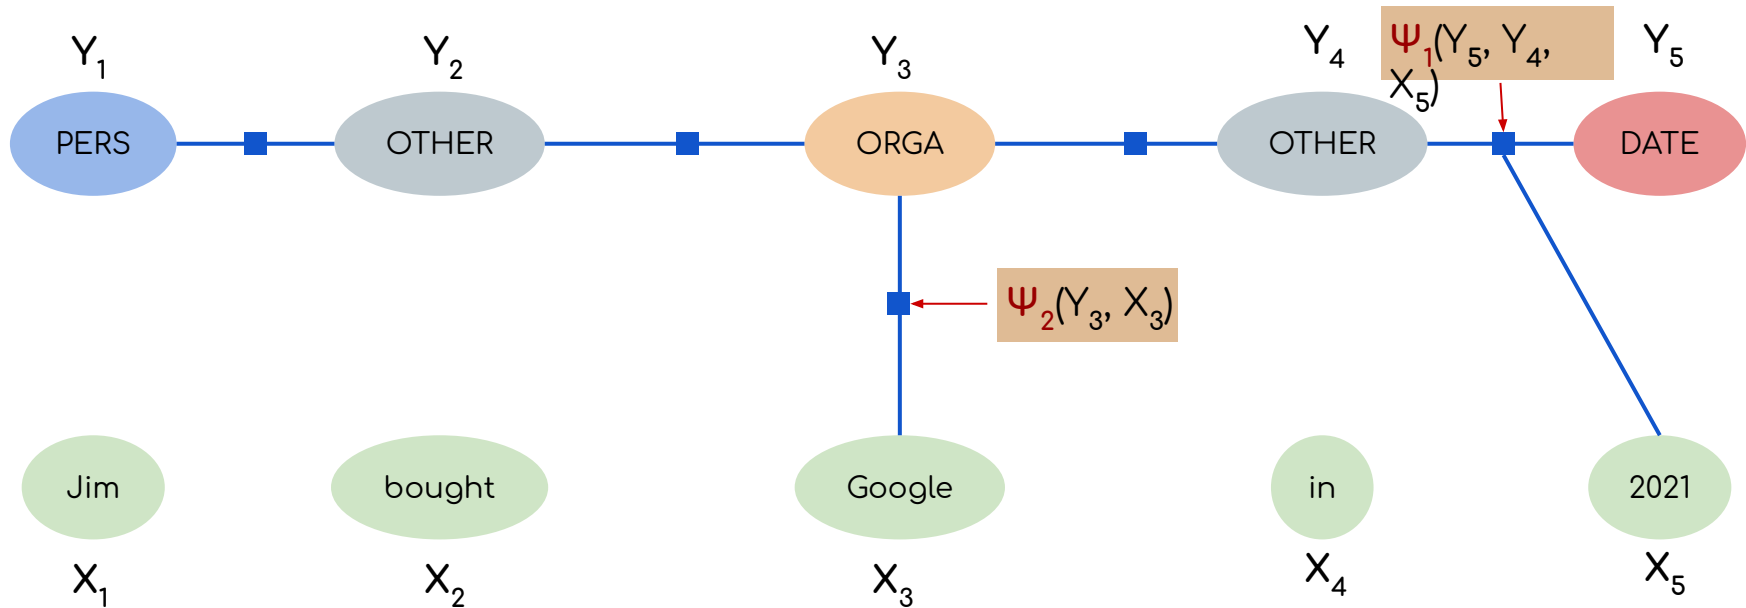 Y1 Y2 Y3 Y4 Ψ1(Y5, Y4, X5) Y5
PERS OTHER ORGA OTHER DATE
Ψ2(Y3, X3)
Jim bought Google in 2021
X1 X2 X3 X4 X5